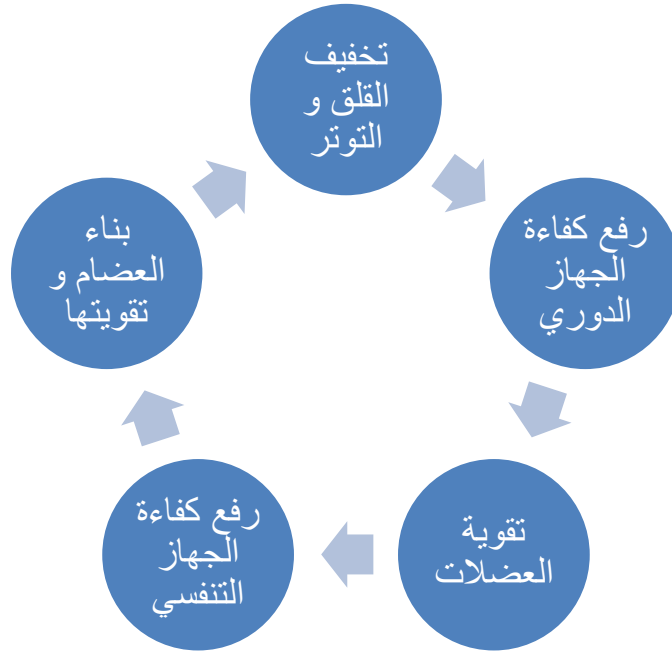 تخفيف
القلق و
التوتر
رفع كفاءة
الجهاز
الدوري
تقوية
العضلات
رفع كفاءة
الجهاز
التنفسي
بناء
العضام و
تقويتها